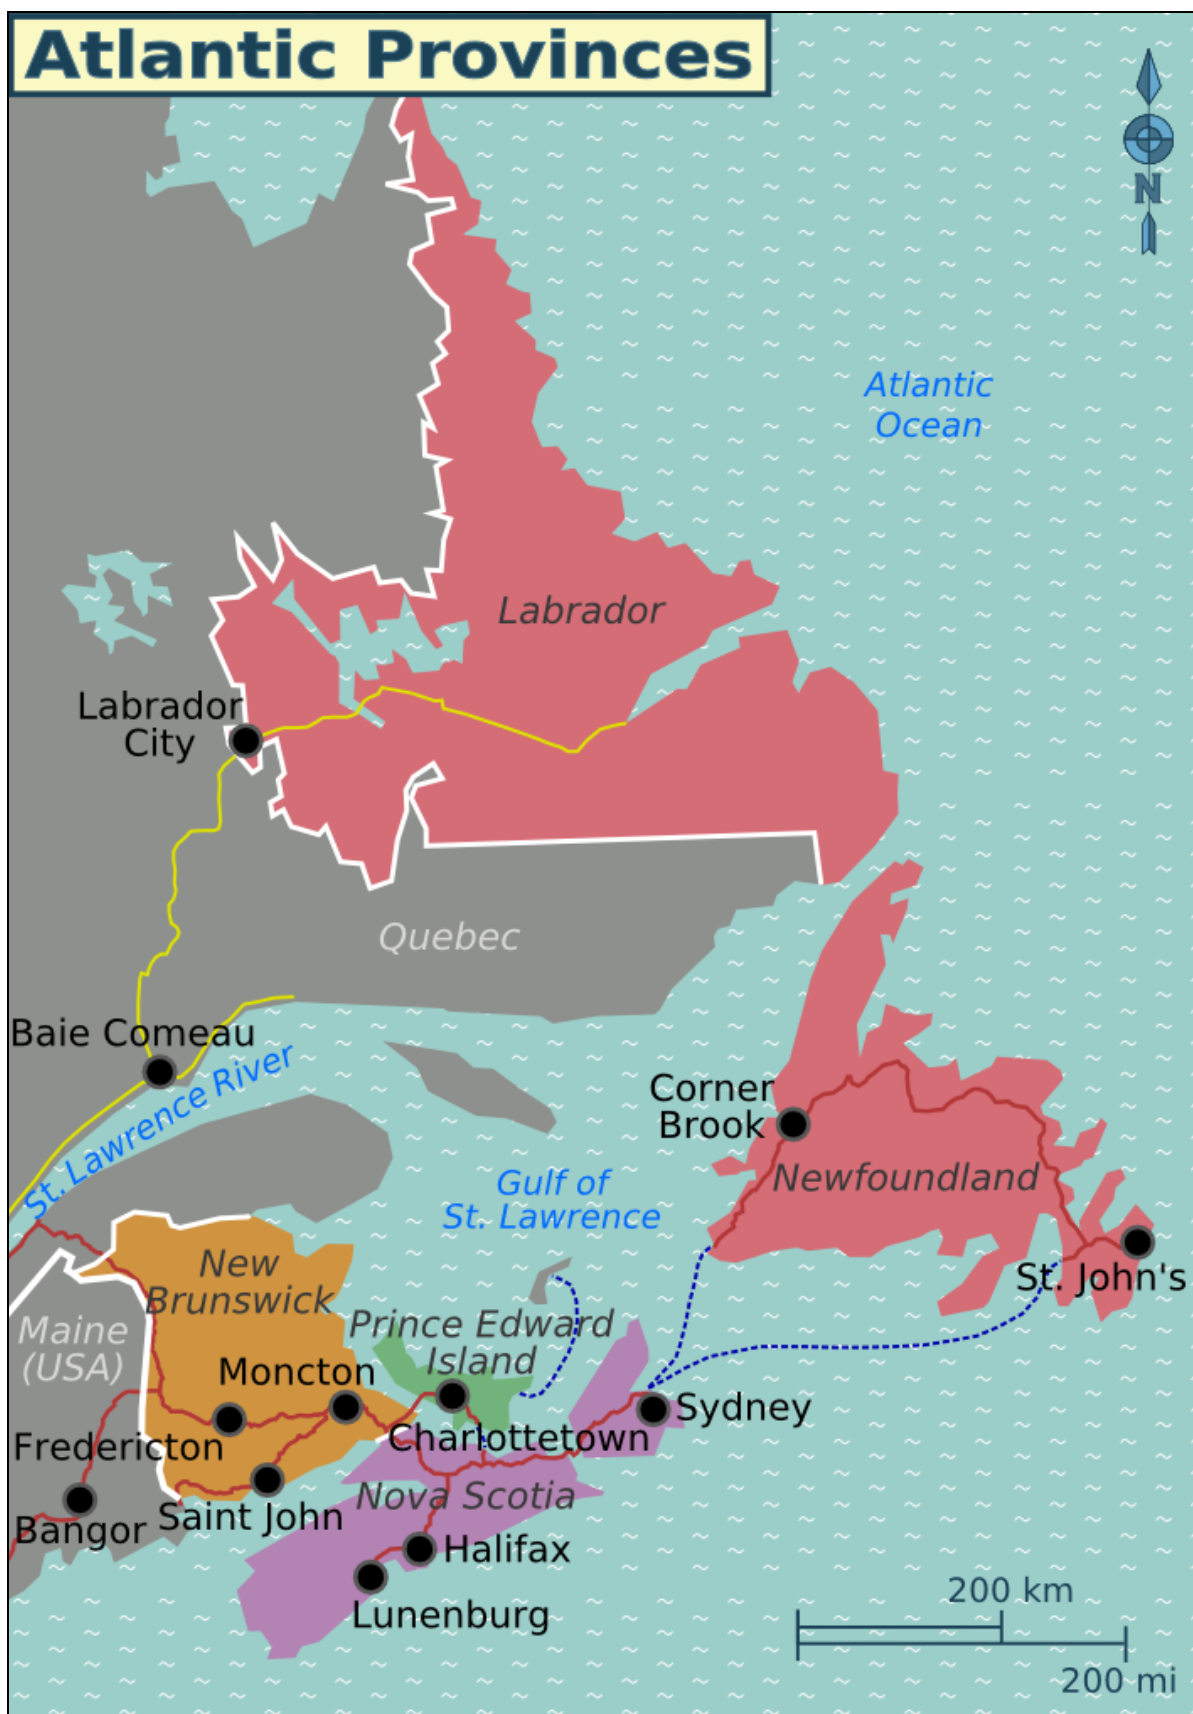 Atlantic Provinces
N
Atlantic
Ocean
Labrador
Labrador
City
Quebec
Baie Comeau
St. Lawrence River
Corner
Brook
Newfoundland
Gulf of
St. Lawrence
St. John's
New
Brunswick
Maine
(USA)
Prince Edward
Island
Moncton
Sydney
Charlottetown
Fredericton
Nova Scotia
Saint John
Bangor
Halifax
Lunenburg
200 km
200 mi